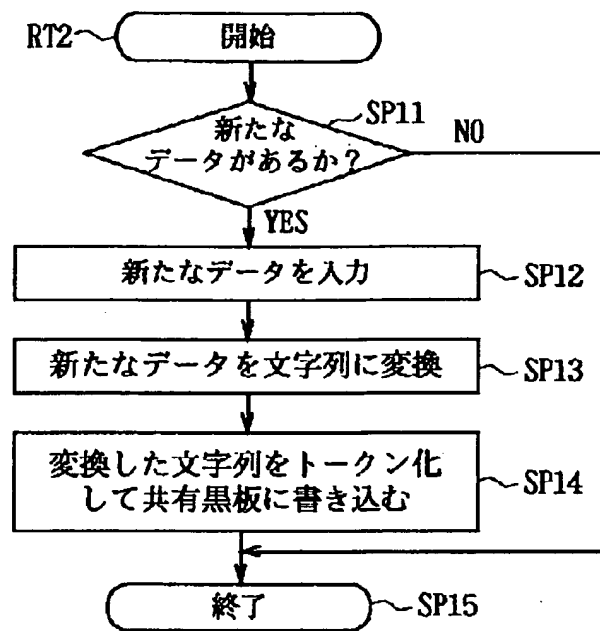 RT2
開始
SP11
新たな
データがあるか?
NO
YES
新たなデータを入力
SP12
新たなデータを文字列に変換
SP13
変換した文字列をトークン化
して共有黒板に書き込む
SP14
終了
SP15